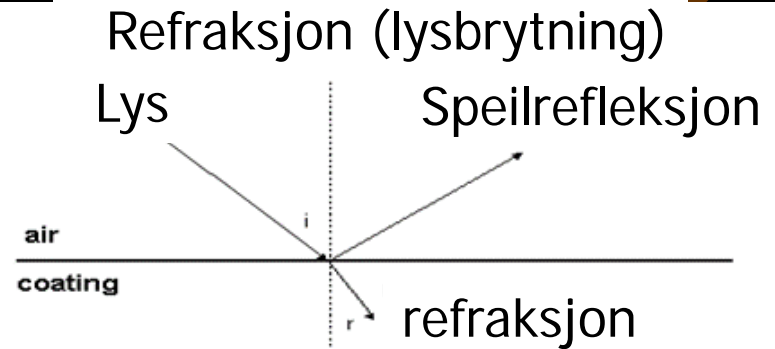 Refraksjon (lysbrytning)
Lys
Speilrefleksjon
i
air
coating
r
refraksjon